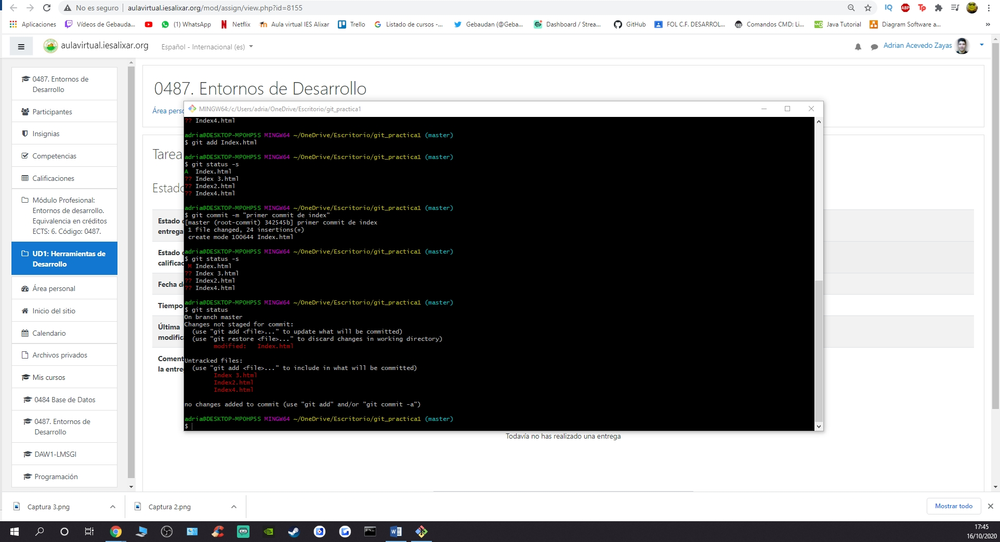 No es seguro
aulavirtual.iesalixar.org/mod/assign/view.php?id=8155
Aplicaciones
Vídeos de Gebauda...
(1) WhatsApp
Netflix
Aula virtual IES Alixar
Trello
Listado de cursos -...
Gebaudan (@Geba...
Dashboard / Strea...
GitHub
FOL C.F. DESARROL...
Comandos CMD: Li...
Java Tutorial
Diagram Software a...
»
aulavirtual.iesalixar.org
Español - Internacional (es)
Adrian Acevedo Zayas
0487. Entornos de
Desarrollo
Participantes
Insignias
Competencias
Calificaciones
Módulo Profesional:
Entornos de desarrollo.
Equivalencia en créditos
ECTS: 6. Código: 0487.
UD1: Herramientas de
Desarrollo
Área personal
Inicio del sitio
Calendario
Archivos privados
Mis cursos
0484 Base de Datos
0487. Entornos de
Desarrollo
DAW1-LMSGI
Programación
0487. Entornos de Desarrollo
Área perso
Tarea
Estado
Estado
entrega
Estado
califica
Fecha d
Tiempo
Última
modific
Coment
la entre
MINGW64:/c/Users/adria/OneDrive/Escritorio/git_practica1
?? Index4.html
adria@DESKTOP-MPOHP5S MINGW64 ~/OneDrive/Escritorio/git_practica1 (master)
$ git add Index.html
adria@DESKTOP-MPOHP5S MINGW64 ~/OneDrive/Escritorio/git_practica1 (master)
$ git status -s
A  Index.html
?? Index 3.html
?? Index2.html
?? Index4.html
adria@DESKTOP-MPOHP5S MINGW64 ~/OneDrive/Escritorio/git_practica1 (master)
$ git commit -m "primer commit de index"
[master (root-commit) 342545b] primer commit de index
1 file changed, 24 insertions(+)
create mode 100644 Index.html
adria@DESKTOP-MPOHP5S MINGW64 ~/OneDrive/Escritorio/git_practica1 (master)
$ git status -s
M Index.html
?? Index 3.html
?? Index2.html
?? Index4.html
adria@DESKTOP-MPOHP5S MINGW64 ~/OneDrive/Escritorio/git_practica1 (master)
$ git status
On branch master
Changes not staged for commit:
(use "git add <file>..." to update what will be committed)
(use "git restore <file>..." to discard changes in working directory)
modified:   Index.html
Untracked files:
(use "git add <file>..." to include in what will be committed)
Index 3.html
Index2.html
Index4.html
no changes added to commit (use "git add" and/or "git commit -a")
adria@DESKTOP-MPOHP5S MINGW64 ~/OneDrive/Escritorio/git_practica1 (master)
$
Todavía no has realizado una entrega
Captura 3.png
Captura 2.png
Mostrar todo
17:45
16/10/2020